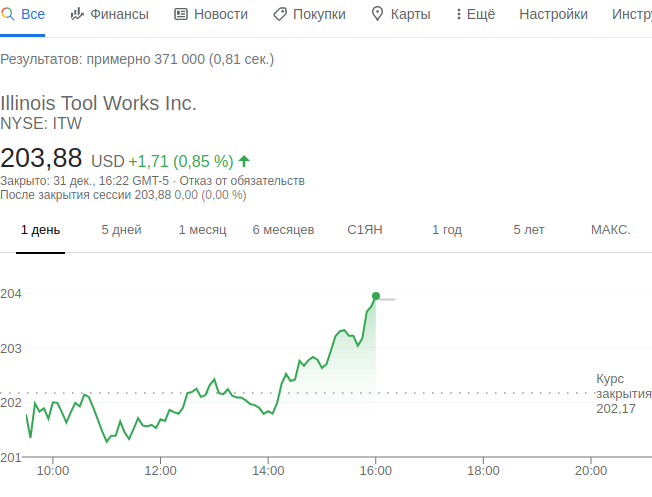 Все Финансы Новости Покупки Карты Ещё Настройки Инстру
Результатов: примерно 371 000 (0,81 сек.)
Illinois Tool Works Inc.
NYSE: ITW
203,88 USD +1,71 (0,85 %)
Закрыто: 31 дек., 16:22 GMT-5 · Отказ от обязательств
После закрытия сессии 203,88 0,00 (0,00 %)
1 день 5 дней 1 месяц 6 месяцев С1ЯН 1 год 5 лет МАКС.
204
203
Курс
закрытия
202,17
202
201
10:00 12:00 14:00 16:00 18:00 20:00